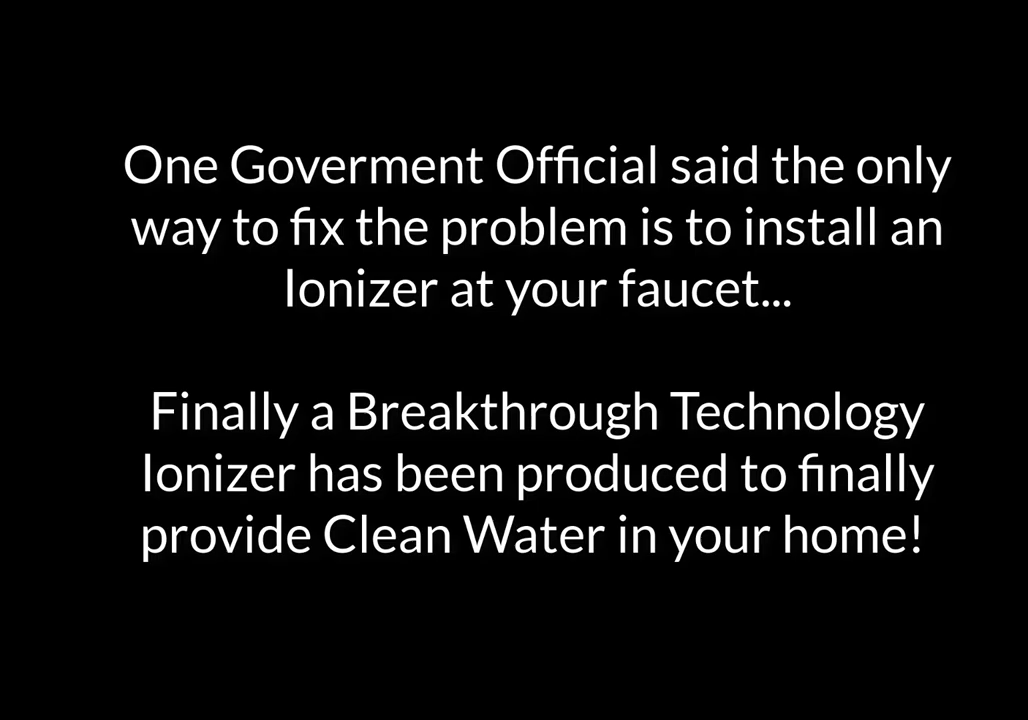 One Goverment Official said the only
way to fix the problem is to install an
Ionizer at your faucet...
Finally a Breakthrough Technology
Ionizer has been produced to finally
provide Clean Water in your home!